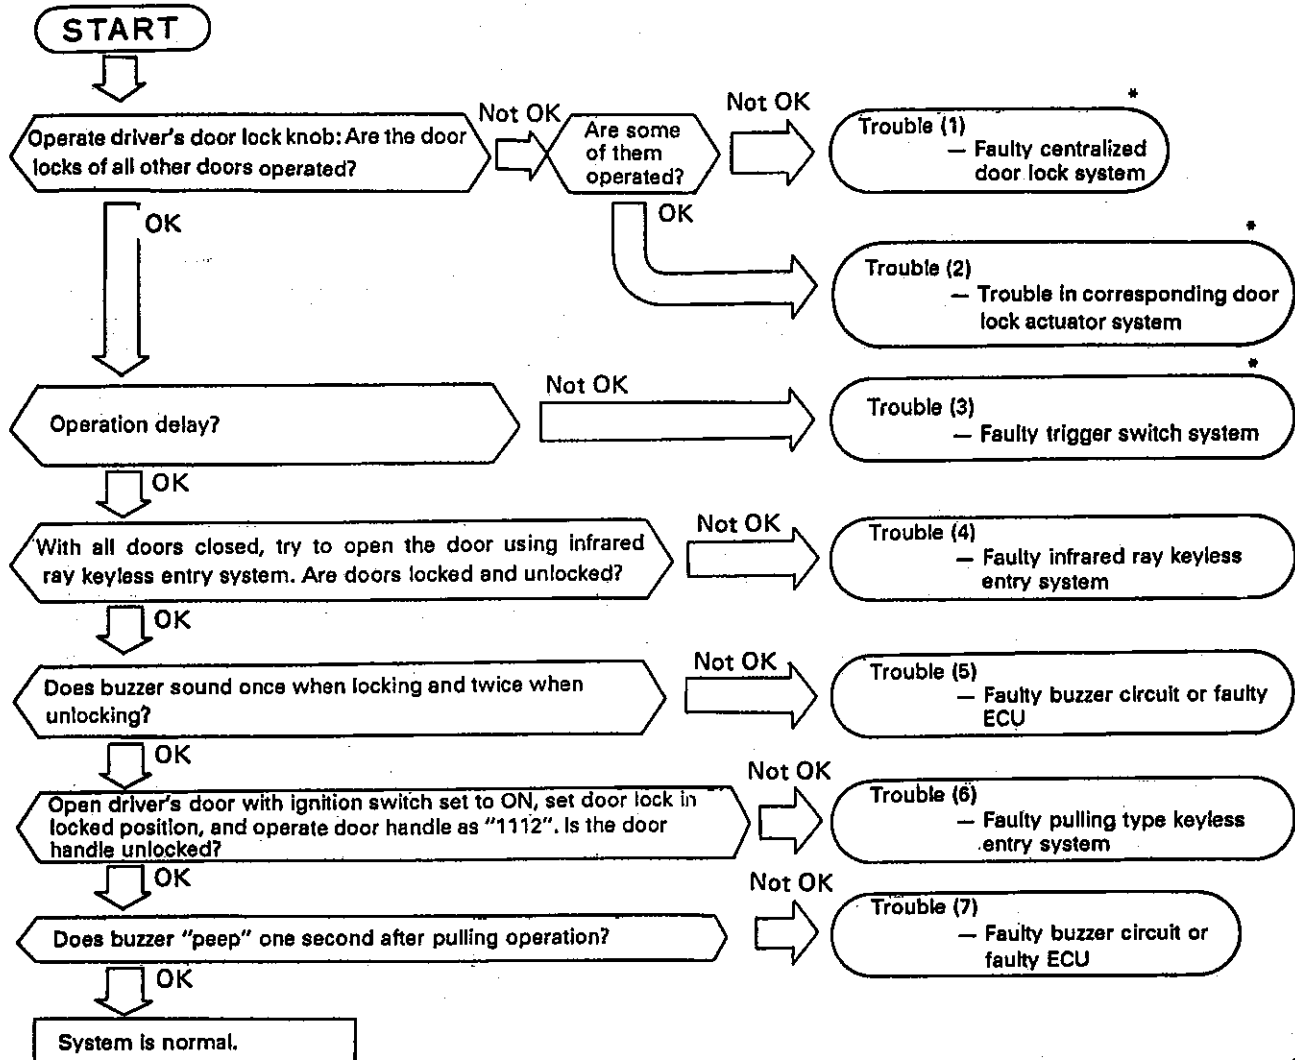 START
Operate driver's door lock knob: Are the door
locks of all other doors operated?
Not OK
Are some
of them
operated?
Not OK
*
Trouble (1)
— Faulty centralized
door lock system
OK
OK
*
Trouble (2)
— Trouble in corresponding door
lock actuator system
Operation delay?
Not OK
*
Trouble (3)
— Faulty trigger switch system
OK
With all doors closed, try to open the door using infrared
ray keyless entry system. Are doors locked and unlocked?
Not OK
Trouble (4)
— Faulty infrared ray keyless
entry system
OK
Does buzzer sound once when locking and twice when
unlocking?
Not OK
Trouble (5)
— Faulty buzzer circuit or faulty
ECU
OK
Open driver's door with ignition switch set to ON, set door lock in
locked position, and operate door handle as "1112". Is the door
handle unlocked?
Not OK
Trouble (6)
— Faulty pulling type keyless
entry system
OK
Does buzzer "peep" one second after pulling operation?
Not OK
Trouble (7)
— Faulty buzzer circuit or
faulty ECU
OK
System is normal.